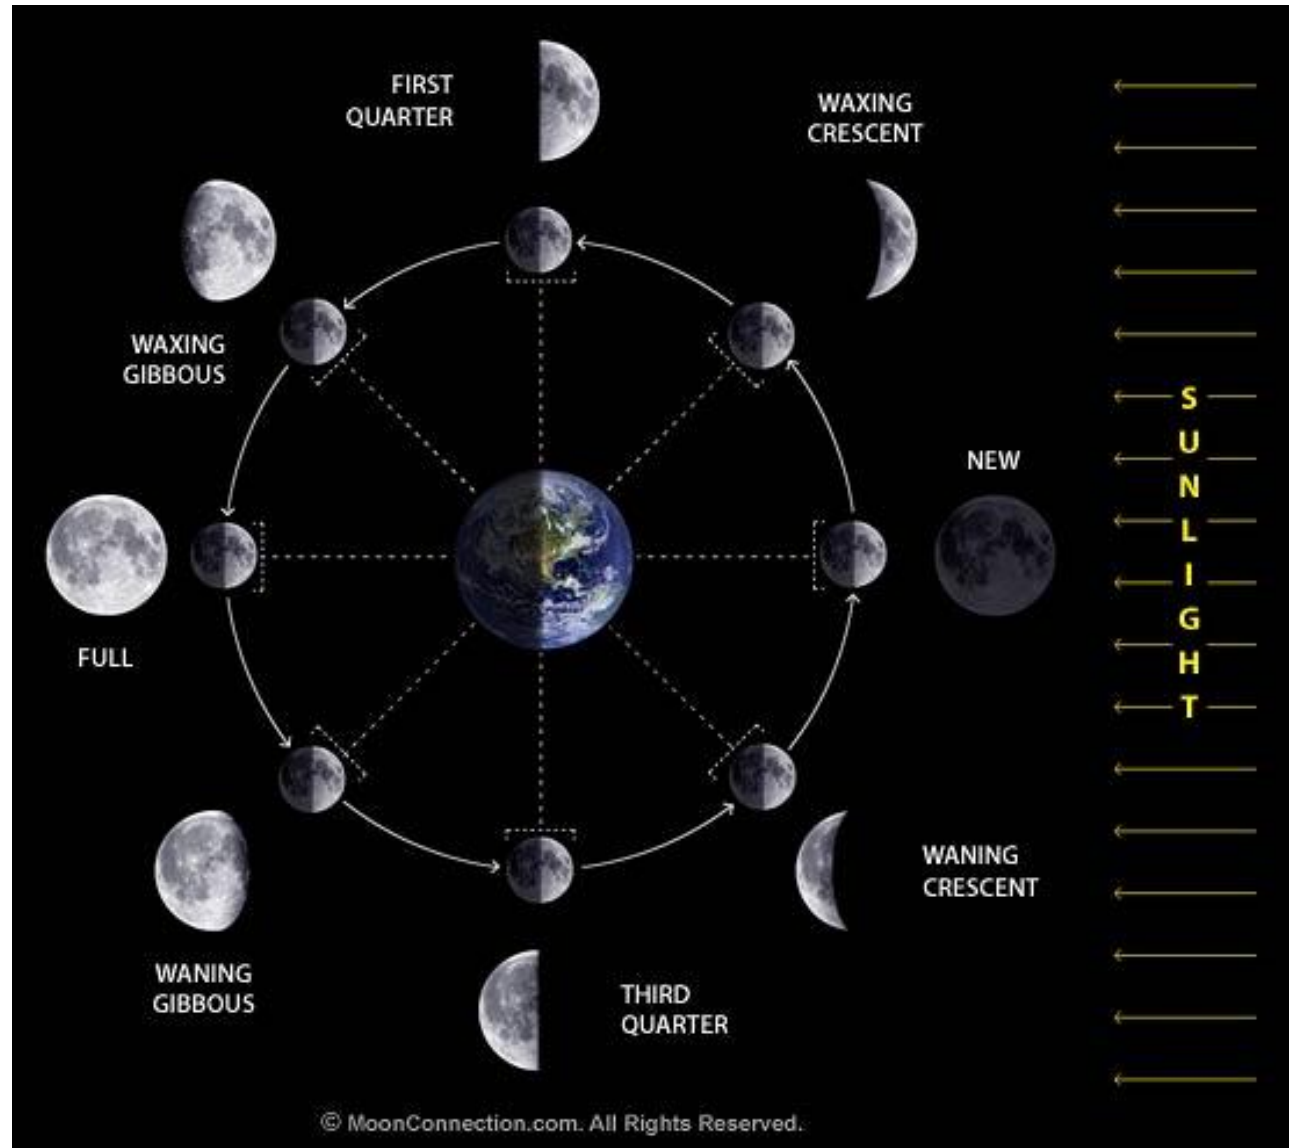 FIRST
QUARTER
WAXING
CRESCENT
WAXING
GIBBOUS
NEW
SUNLIGHT
FULL
WANING
CRESCENT
WANING
GIBBOUS
THIRD
QUARTER
© MoonConnection.com. All Rights Reserved.